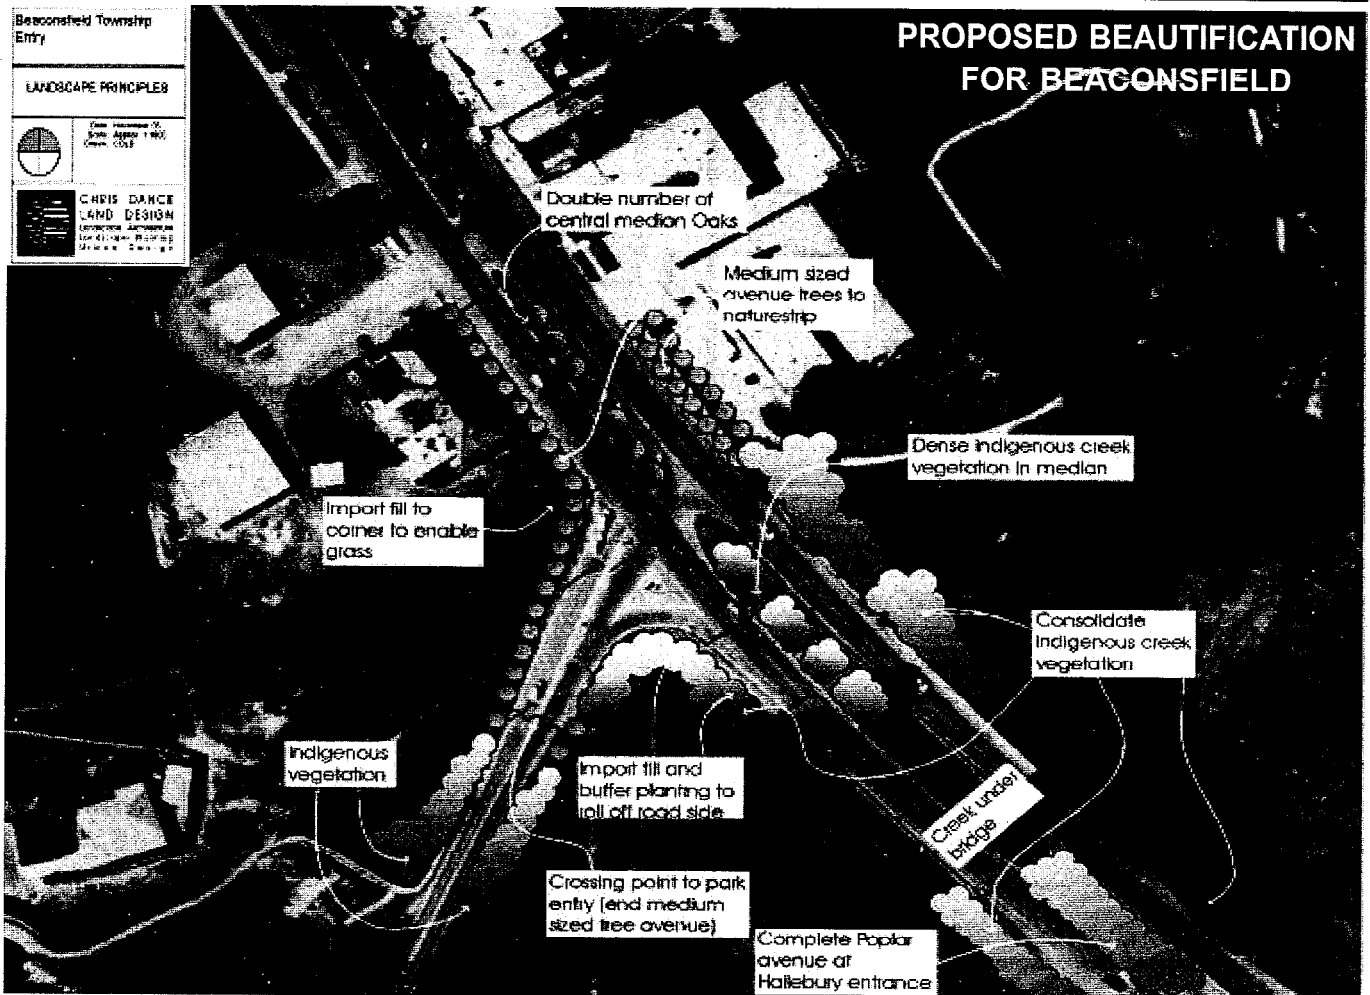 Beaconsfield Township
Entry
LANDSCAPE PRINCIPLES
CHRIS DANCE
LAND DESIGN
PROPOSED BEAUTIFICATION
FOR BEACONSFIELD
Double number of
central median Oaks
Medium sized
avenue trees to
naturestrip
Dense indigenous creek
vegetation in median
Import fill to
corner to enable
grass
Consolidate
indigenous creek
vegetation
Indigenous
vegetation
Import fill and
buffer planting to
roll off road side
Creek under
bridge
Crossing point to park
entry (end medium
sized tree avenue)
Complete Poplar
avenue at
Hallebury entrance